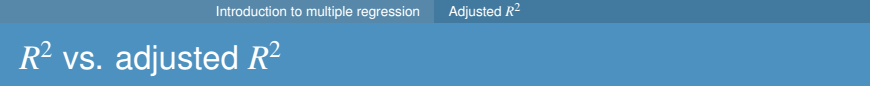 Introduction to multiple regression Adjusted R²
R² vs. adjusted R²